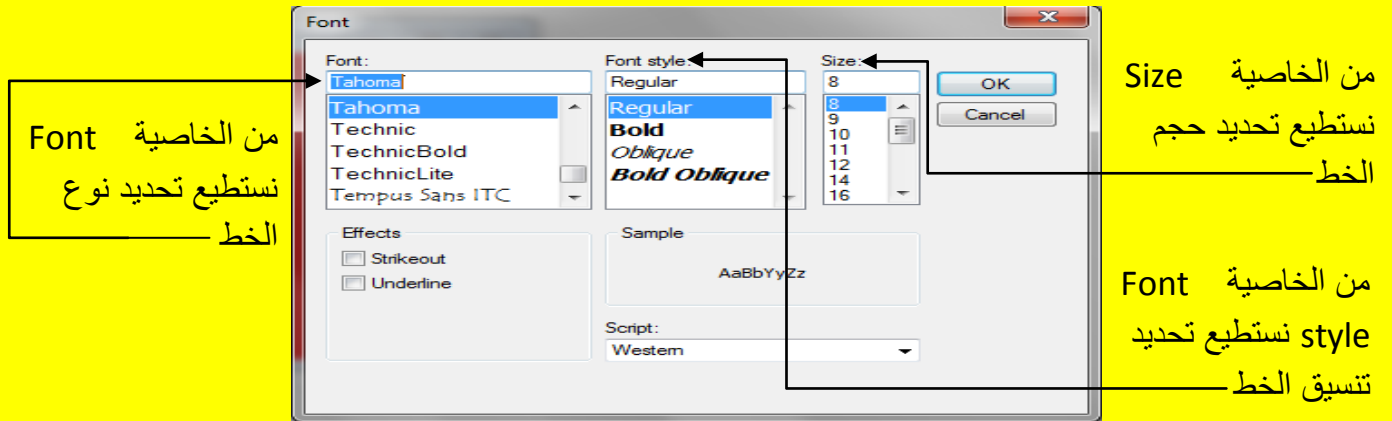 Font
Font:
Tahoma
Tahoma
Technic
TechnicBold
TechnicLite
Tempus Sans ITC
Font style:
Regular
Regular
Bold
Oblique
Bold Oblique
Size:
8
8
9
10
11
12
14
16
OK
Cancel
Effects
Strikeout
Underline
Sample
AaBbYyZz
Script:
Western
من الخاصية Size
نستطيع تحديد حجم
الخط
من الخاصية Font
style نستطيع تحديد
تنسيق الخط
من الخاصية Font
نستطيع تحديد نوع
الخط